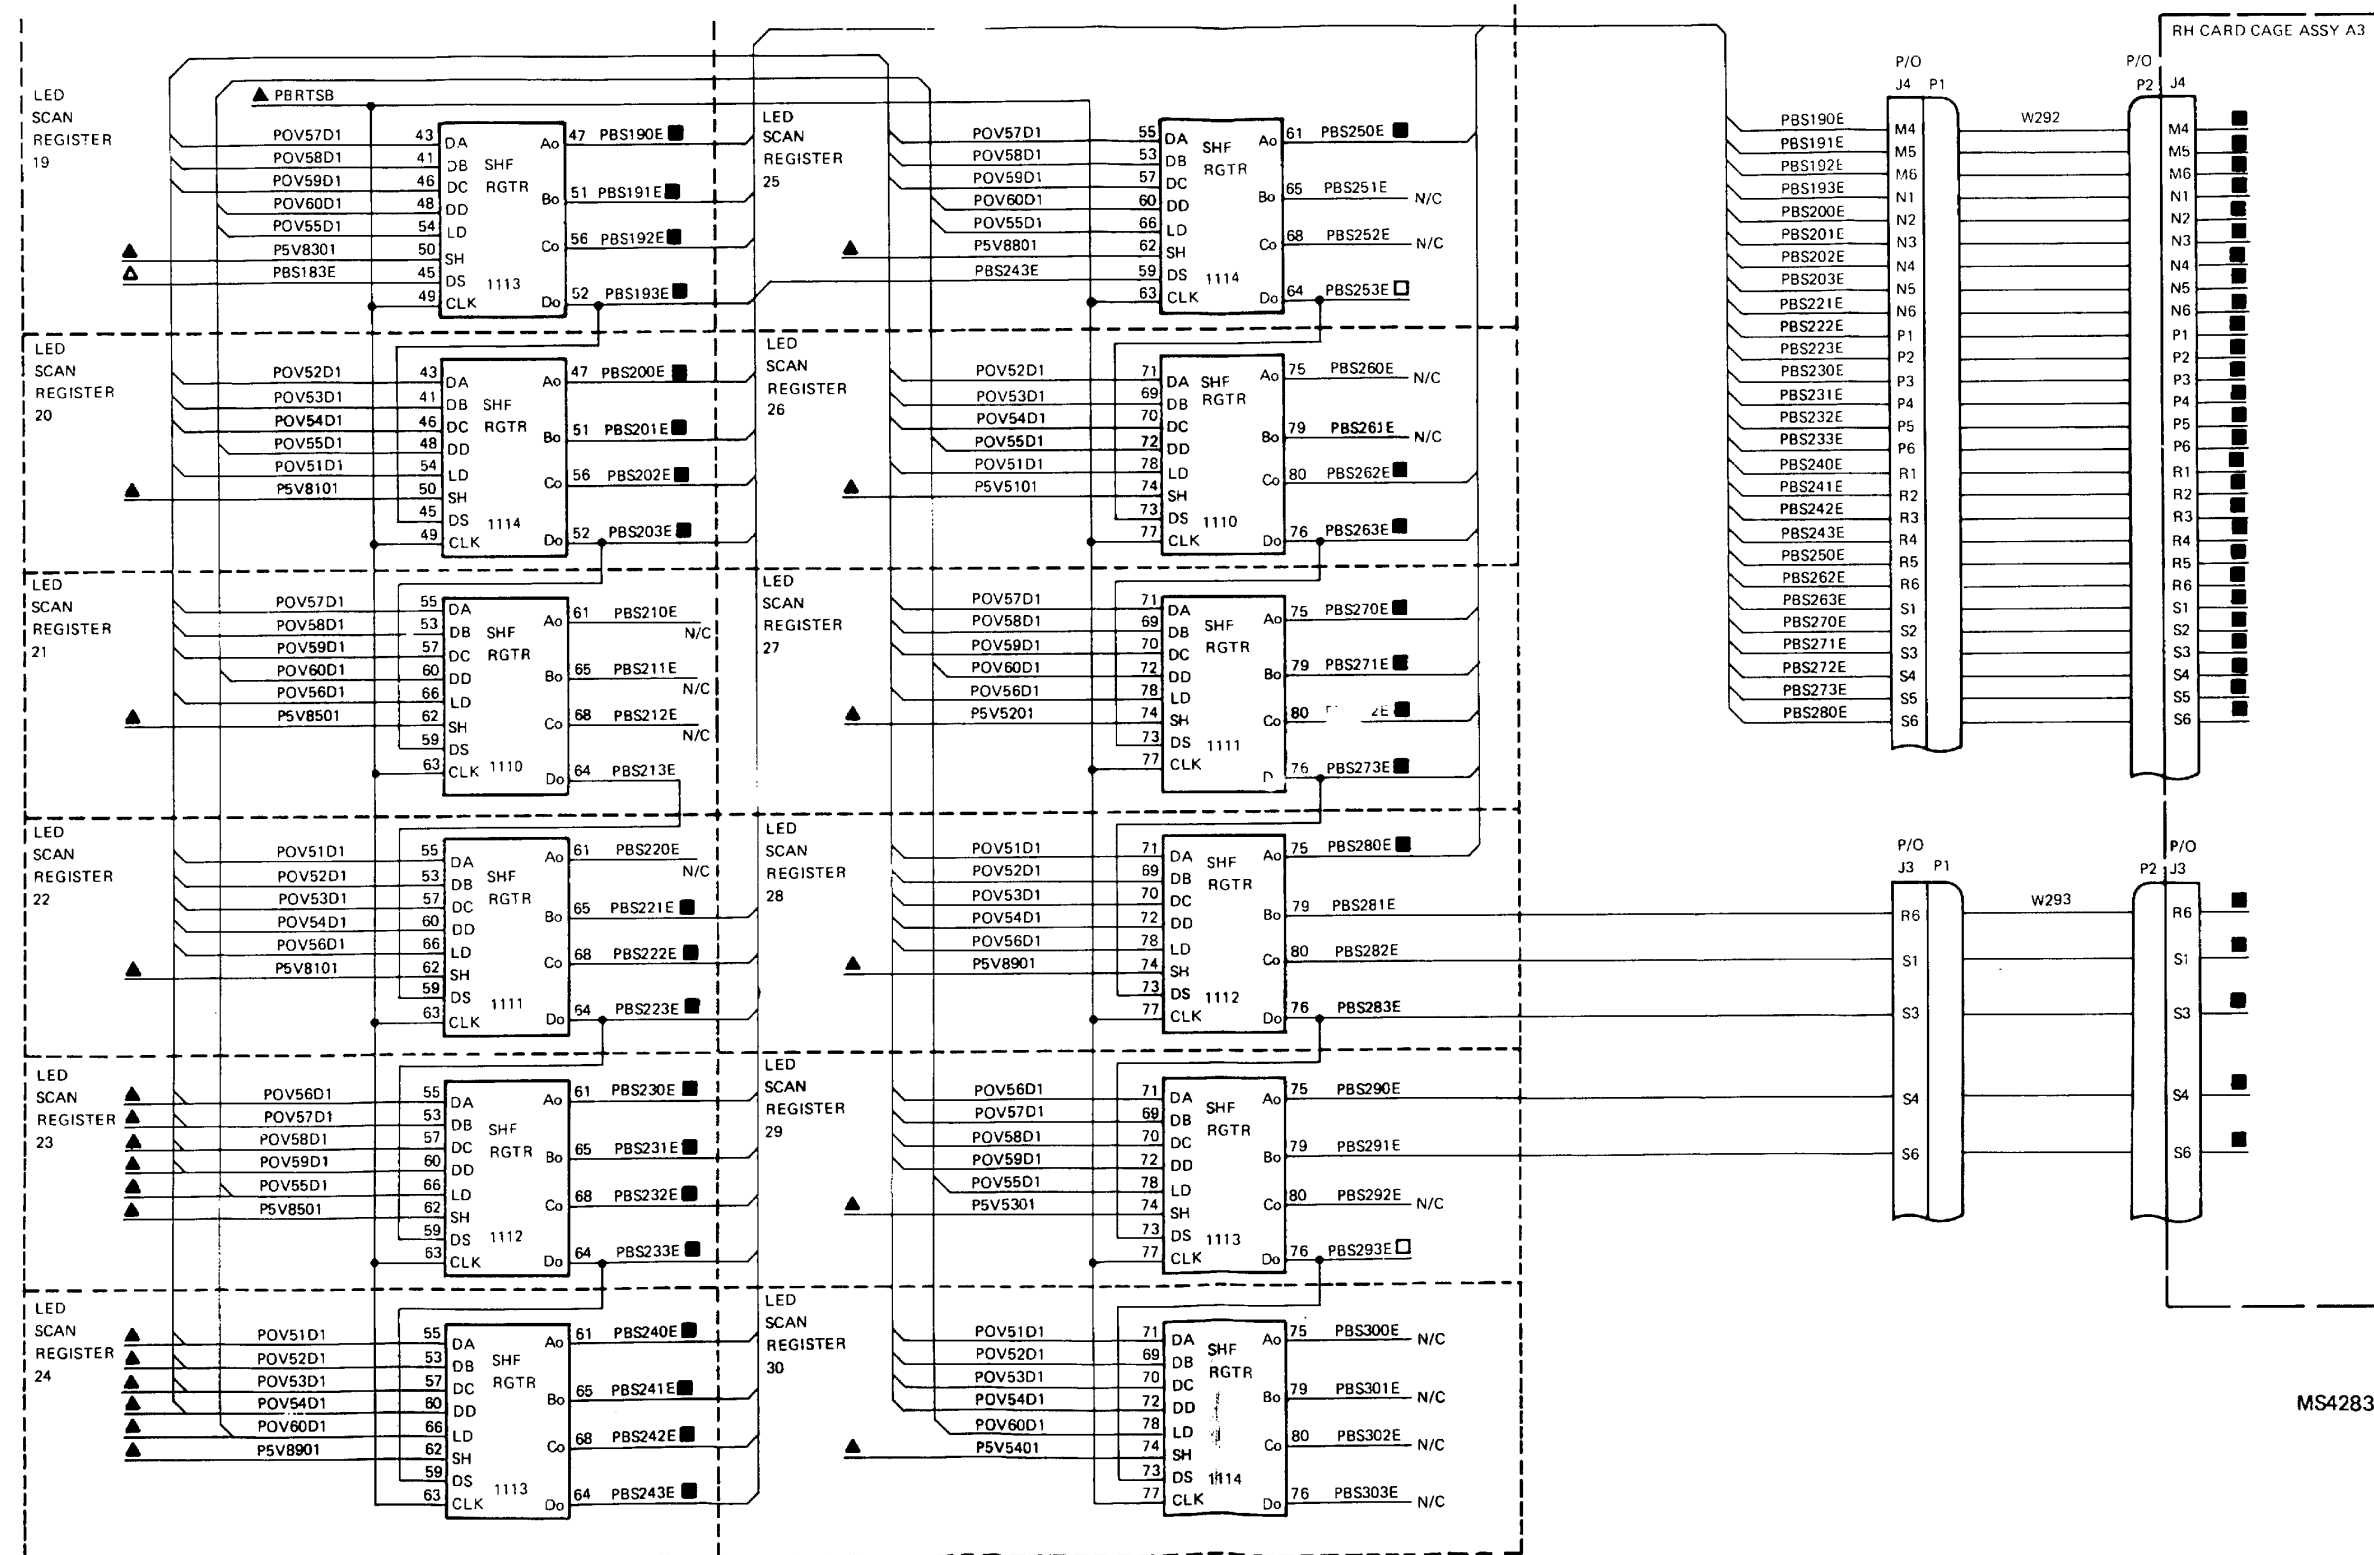 RH CARD CAGE ASSY A3
PBRTSB
LED
SCAN
REGISTER
19
POV57D1 43 DA
POV58D1 41 DB
POV59D1 46 DC
POV60D1 48 DD
POV55D1 54 LD
P5V8301 50 SH
PBS183E 45 DS
49 CLK
SHF
RGTR
1113
Ao 47 PBS190E
Bo 51 PBS191E
Co 56 PBS192E
Do 52 PBS193E
LED
SCAN
REGISTER
20
POV52D1 43 DA
POV53D1 41 DB
POV54D1 46 DC
POV55D1 48 DD
POV51D1 54 LD
P5V8101 50 SH
45 DS
49 CLK
SHF
RGTR
1114
Ao 47 PBS200E
Bo 51 PBS201E
Co 56 PBS202E
Do 52 PBS203E
LED
SCAN
REGISTER
21
POV57D1 55 DA
POV58D1 53 DB
POV59D1 57 DC
POV60D1 60 DD
POV56D1 66 LD
P5V8501 62 SH
59 DS
63 CLK
SHF
RGTR
1110
Ao 61 PBS210E N/C
Bo 65 PBS211E N/C
Co 68 PBS212E N/C
Do 64 PBS213E
LED
SCAN
REGISTER
22
POV51D1 55 DA
POV52D1 53 DB
POV53D1 57 DC
POV54D1 60 DD
POV56D1 66 LD
P5V8101 62 SH
59 DS
63 CLK
SHF
RGTR
1111
Ao 61 PBS220E N/C
Bo 65 PBS221E
Co 68 PBS222E
Do 64 PBS223E
LED
SCAN
REGISTER
23
POV56D1 55 DA
POV57D1 53 DB
POV58D1 57 DC
POV59D1 60 DD
POV55D1 66 LD
P5V8501 62 SH
59 DS
63 CLK
SHF
RGTR
1112
Ao 61 PBS230E
Bo 65 PBS231E
Co 68 PBS232E
Do 64 PBS233E
LED
SCAN
REGISTER
24
POV51D1 55 DA
POV52D1 53 DB
POV53D1 57 DC
POV54D1 60 DD
POV60D1 66 LD
P5V8901 62 SH
59 DS
63 CLK
SHF
RGTR
1113
Ao 61 PBS240E
Bo 65 PBS241E
Co 68 PBS242E
Do 64 PBS243E
LED
SCAN
REGISTER
25
POV57D1 55 DA
POV58D1 53 DB
POV59D1 57 DC
POV60D1 60 DD
POV55D1 66 LD
P5V8801 62 SH
PBS243E 59 DS
63 CLK
SHF
RGTR
1114
Ao 61 PBS250E
Bo 65 PBS251E N/C
Co 68 PBS252E N/C
Do 64 PBS253E
LED
SCAN
REGISTER
26
POV52D1 71 DA
POV53D1 69 DB
POV54D1 70 DC
POV55D1 72 DD
POV51D1 78 LD
P5V5101 74 SH
73 DS
77 CLK
SHF
RGTR
1110
Ao 75 PBS260E N/C
Bo 79 PBS261E N/C
Co 80 PBS262E
Do 76 PBS263E
LED
SCAN
REGISTER
27
POV57D1 71 DA
POV58D1 69 DB
POV59D1 70 DC
POV60D1 72 DD
POV56D1 78 LD
P5V5201 74 SH
73 DS
77 CLK
SHF
RGTR
1111
Ao 75 PBS270E
Bo 79 PBS271E
Co 80
76 PBS273E
LED
SCAN
REGISTER
28
POV51D1 71 DA
POV52D1 69 DB
POV53D1 70 DC
POV54D1 72 DD
POV56D1 78 LD
P5V8901 74 SH
73 DS
77 CLK
SHF
RGTR
1112
Ao 75 PBS280E
Bo 79 PBS281E
Co 80 PBS282E
Do 76 PBS283E
LED
SCAN
REGISTER
29
POV56D1 71 DA
POV57D1 69 DB
POV58D1 70 DC
POV59D1 72 DD
POV55D1 78 LD
P5V5301 74 SH
73 DS
77 CLK
SHF
RGTR
1113
Ao 75 PBS290E
Bo 79 PBS291E
Co 80 PBS292E N/C
Do 76 PBS293E
LED
SCAN
REGISTER
30
POV51D1 71 DA
POV52D1 69 DB
POV53D1 70 DC
POV54D1 72 DD
POV60D1 78 LD
P5V5401 74 SH
73 DS
77 CLK
SHF
RGTR
1114
Ao 75 PBS300E N/C
Bo 79 PBS301E N/C
Co 80 PBS302E N/C
Do 76 PBS303E N/C
P/O P/O
J4 P1 P2 J4
W292
PBS190E M4 M4
PBS191E M5 M5
PBS192E M6 M6
PBS193E N1 N1
PBS200E N2 N2
PBS201E N3 N3
PBS202E N4 N4
PBS203E N5 N5
PBS221E N6 N6
PBS222E P1 P1
PBS223E P2 P2
PBS230E P3 P3
PBS231E P4 P4
PBS232E P5 P5
PBS233E P6 P6
PBS240E R1 R1
PBS241E R2 R2
PBS242E R3 R3
PBS243E R4 R4
PBS250E R5 R5
PBS262E R6 R6
PBS263E S1 S1
PBS270E S2 S2
PBS271E S3 S3
PBS272E S4 S4
PBS273E S5 S5
PBS280E S6 S6
P/O P/O
J3 P1 P2 J3
W293
R6 R6
S1 S1
S3 S3
S4 S4
S6 S6
MS4283